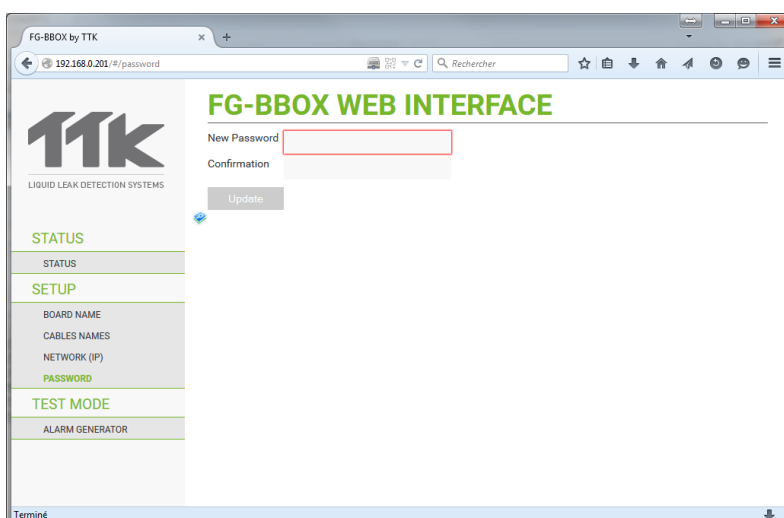 FG-BBOX by TTK
192.168.0.201/#/password
Rechercher
TTK
LIQUID LEAK DETECTION SYSTEMS
STATUS
STATUS
SETUP
BOARD NAME
CABLES NAMES
NETWORK (IP)
PASSWORD
TEST MODE
ALARM GENERATOR
FG-BBOX WEB INTERFACE
New Password
Confirmation
Update
Terminé